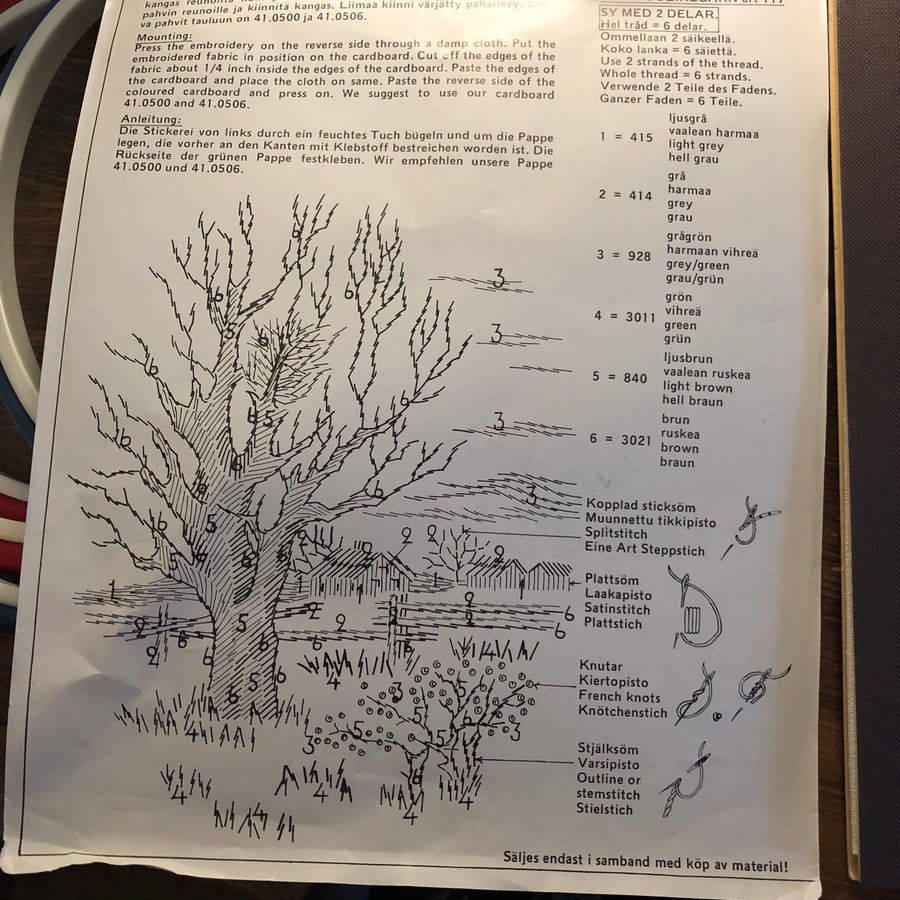 pahvin reunoille ja kiinnitä kangas. Liimaa kiinni värjätty pahvilevy.
va pahvit tauluun on 41.0500 ja 41.0506.
Mounting:
Press the embroidery on the reverse side through a damp cloth. Put the
embroidered fabric in position on the cardboard. Cut off the edges of the
fabric about 1/4 inch inside the edges of the cardboard. Paste the edges of
the cardboard and place the cloth on same. Paste the reverse side of the
coloured cardboard and press on. We suggest to use our cardboard
41.0500 and 41.0506.
Anleitung:
Die Stickerei von links durch ein feuchtes Tuch bügeln und um die Pappe
legen, die vorher an den Kanten mit Klebstoff bestreichen worden ist. Die
Rückseite der grünen Pappe festkleben. Wir empfehlen unsere Pappe
41.0500 und 41.0506.
SY MED 2 DELAR.
Hel tråd = 6 delar.
Ommellaan 2 säikeellä.
Koko lanka = 6 säiettä.
Use 2 strands of the thread.
Whole thread = 6 strands.
Verwende 2 Teile des Fadens.
Ganzer Faden = 6 Teile.
1 = 415
ljusgrå
vaalean harmaa
light grey
hell grau
2 = 414
grå
harmaa
grey
grau
3 = 928
grågrön
harmaan vihreä
grey/green
grau/grün
4 = 3011
grön
vihreä
green
grün
5 = 840
ljusbrun
vaalean ruskea
light brown
hell braun
6 = 3021
brun
ruskea
brown
braun
Kopplad sticksöm
Muunnettu tikkipisto
Splitstitch
Eine Art Steppstich
Plattsöm
Laakapisto
Satinstitch
Plattstich
Knutar
Kiertopisto
French knots
Knötchenstich
Stjälksöm
Varsipisto
Outline or
stemstitch
Stielstich
Säljes endast i samband med köp av material!